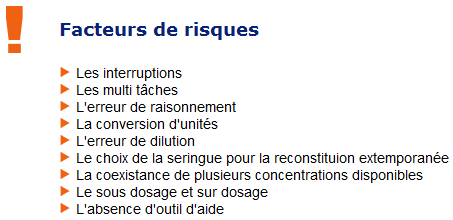 Facteurs de risques
Les interruptions
Les multi tâches
L'erreur de raisonnement
La conversion d'unités
L'erreur de dilution
Le choix de la seringue pour la reconstituion extemporanée
La coexistance de plusieurs concentrations disponibles
Le sous dosage et sur dosage
L'absence d'outil d'aide